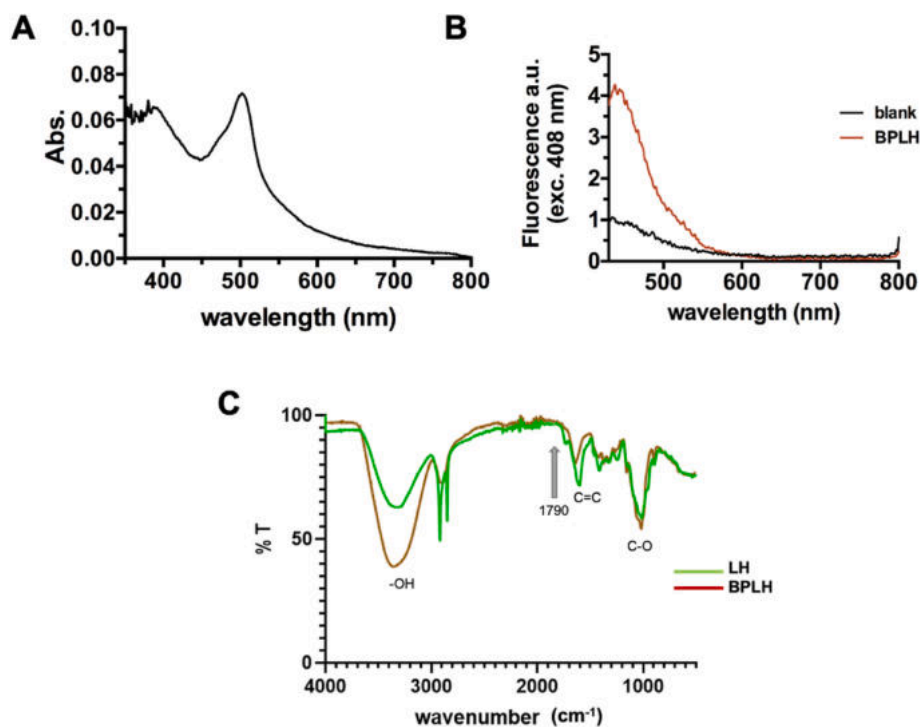 A
Abs.
0.10
0.08
0.06
0.04
0.02
0.00
400 500 600 700 800
wavelength (nm)
B
Fluorescence a.u.
(exc. 408 nm)
5
4
3
2
1
0
500 600 700 800
wavelength (nm)
blank
BPLH
C
% T
100
50
0
1790
C=C
C-O
-OH
4000 3000 2000 1000
wavenumber (cm-1)
LH
BPLH